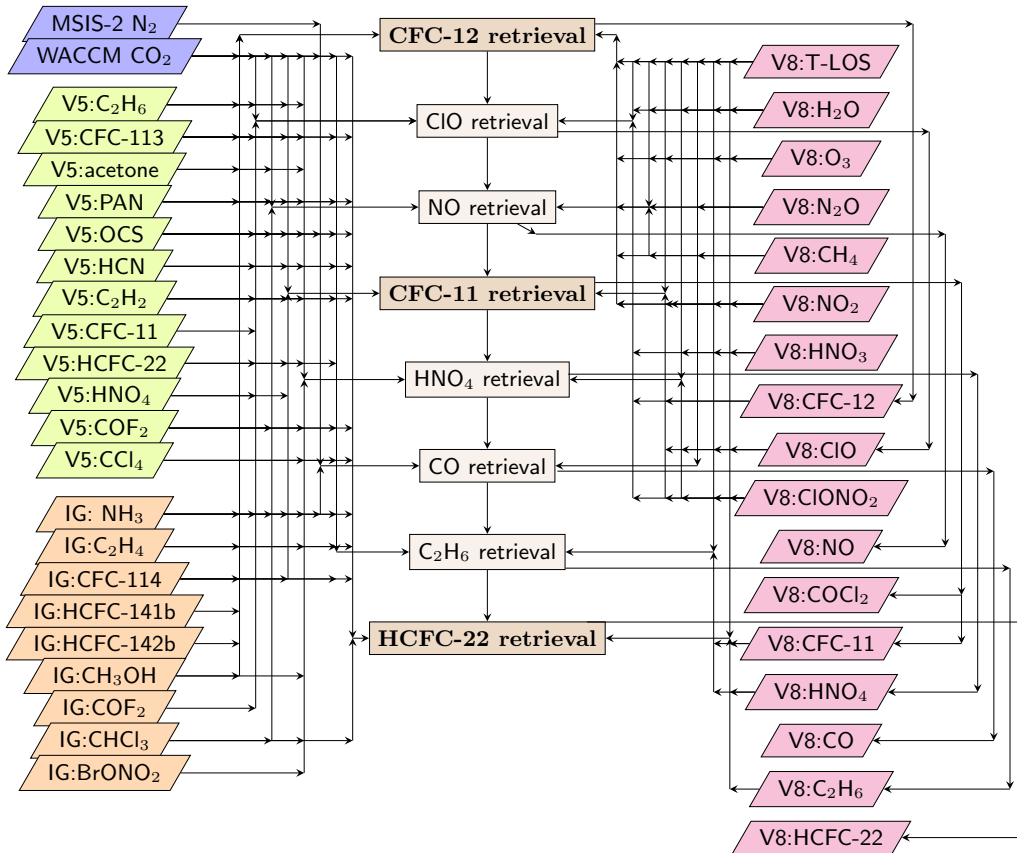 MSIS-2 N₂
WACCM CO₂
V5:C₂H₆
V5:CFC-113
V5:acetone
V5:PAN
V5:OCS
V5:HCN
V5:C₂H₂
V5:CFC-11
V5:HCFC-22
V5:HNO₄
V5:COF₂
V5:CCl₄
IG: NH₃
IG:C₂H₄
IG:CFC-114
IG:HCFC-141b
IG:HCFC-142b
IG:CH₃OH
IG:COF₂
IG:CHCl₃
IG:BrONO₂
CFC-12 retrieval
ClO retrieval
NO retrieval
CFC-11 retrieval
HNO₄ retrieval
CO retrieval
C₂H₆ retrieval
HCFC-22 retrieval
V8:T-LOS
V8:H₂O
V8:O₃
V8:N₂O
V8:CH₄
V8:NO₂
V8:HNO₃
V8:CFC-12
V8:ClO
V8:ClONO₂
V8:NO
V8:COCl₂
V8:CFC-11
V8:HNO₄
V8:CO
V8:C₂H₆
V8:HCFC-22